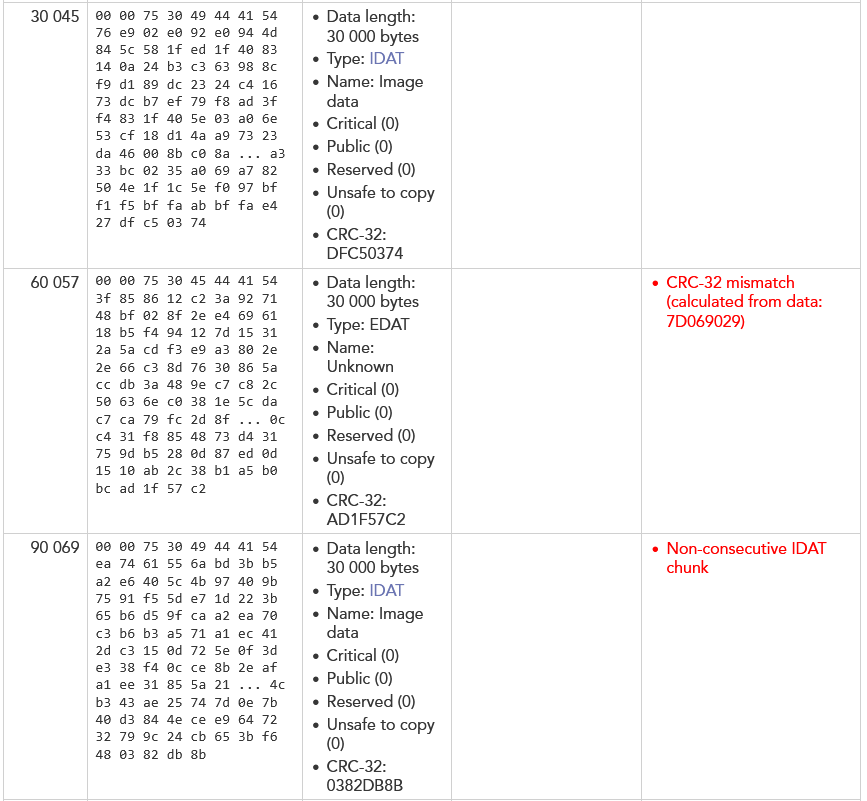 30 045
00 00 75 30 49 44 41 54
76 e9 02 e0 92 e0 94 4d
84 5c 58 1f ed 1f 40 83
14 0a 24 b3 c3 63 98 8c
f9 d1 89 dc 23 24 c4 16
73 dc b7 ef 79 f8 ad 3f
f4 83 1f 40 5e 03 a0 6e
53 cf 18 d1 4a a9 73 23
da 46 00 8b c0 8a ... a3
33 bc 02 35 a0 69 a7 82
50 4e 1f 1c 5e f0 97 bf
f1 f5 bf fa ab bf fa e4
27 df c5 03 74
• Data length:
30 000 bytes
• Type: IDAT
• Name: Image
data
• Critical (0)
• Public (0)
• Reserved (0)
• Unsafe to copy
(0)
• CRC-32:
DFC50374
60 057
00 00 75 30 45 44 41 54
3f 85 86 12 c2 3a 92 71
48 bf 02 8f 2e e4 69 61
18 b5 f4 94 12 7d 15 31
2a 5a cd f3 e9 a3 80 2e
2e 66 c3 8d 76 30 86 5a
cc db 3a 48 9e c7 c8 2c
50 63 6e c0 38 1e 5c da
c7 ca 79 fc 2d 8f ... 0c
c4 31 f8 85 48 73 d4 31
75 9d b5 28 0d 87 ed 0d
15 10 ab 2c 38 b1 a5 b0
bc ad 1f 57 c2
• Data length:
30 000 bytes
• Type: EDAT
• Name:
Unknown
• Critical (0)
• Public (0)
• Reserved (0)
• Unsafe to copy
(0)
• CRC-32:
AD1F57C2
• CRC-32 mismatch
(calculated from data:
7D069029)
90 069
00 00 75 30 49 44 41 54
ea 74 61 55 6a bd 3b b5
a2 e6 40 5c 4b 97 40 9b
75 91 f5 5d e7 1d 22 3b
65 b6 d5 9f ca a2 ea 70
c3 b6 b3 a5 71 a1 ec 41
2d c3 15 0d 72 5e 0f 3d
e3 38 f4 0c ce 8b 2e af
a1 ee 31 85 5a 21 ... 4c
b3 43 ae 25 74 7d 0e 7b
40 d3 84 4e ce e9 64 72
32 79 9c 24 cb 65 3b f6
48 03 82 db 8b
• Data length:
30 000 bytes
• Type: IDAT
• Name: Image
data
• Critical (0)
• Public (0)
• Reserved (0)
• Unsafe to copy
(0)
• CRC-32:
0382DB8B
• Non-consecutive IDAT
chunk